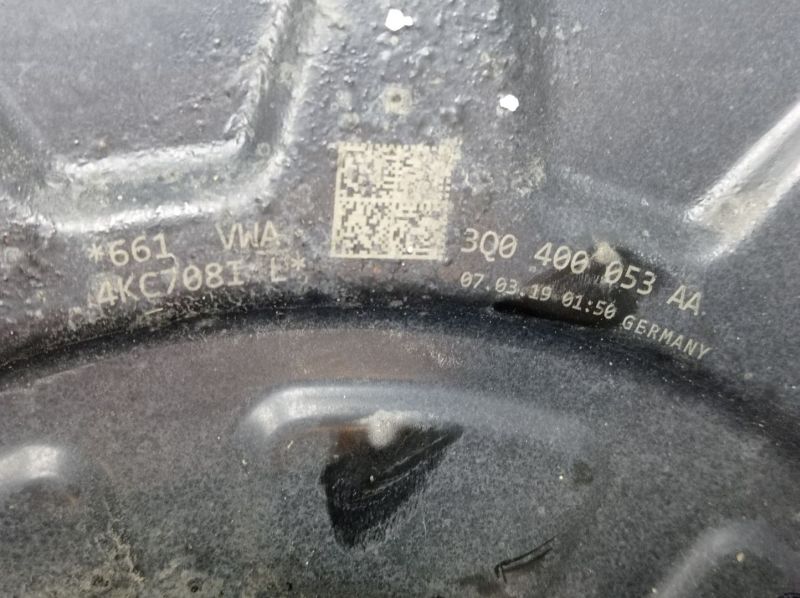 *661 VWA
4KC708I E*
3Q0 400 053 AA
07.03.19 01:50 GERMANY